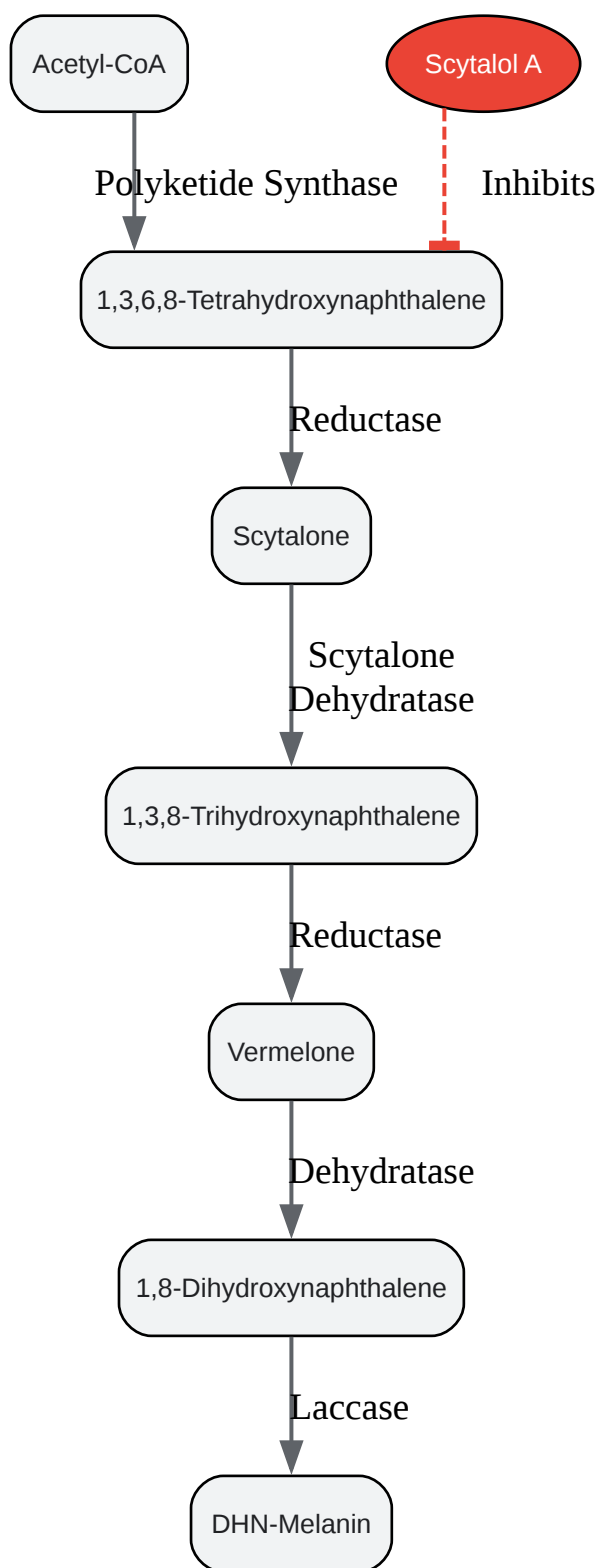 Acetyl-CoA
Scytalol A
Polyketide Synthase
Inhibits
1,3,6,8-Tetrahydroxynaphthalene
Reductase
Scytalone
Scytalone
Dehydratase
1,3,8-Trihydroxynaphthalene
Reductase
Vermelone
Dehydratase
1,8-Dihydroxynaphthalene
Laccase
DHN-Melanin